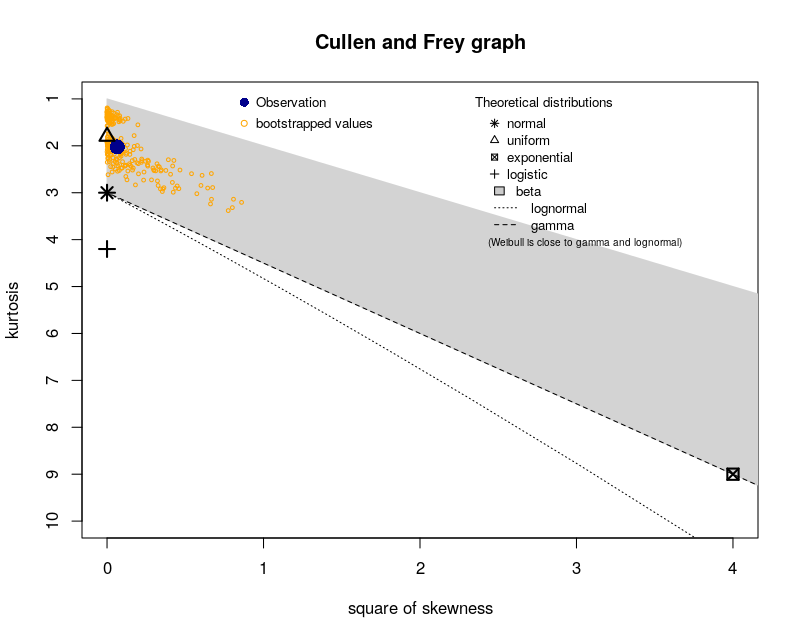 Cullen and Frey graph
Observation
bootstrapped values
Theoretical distributions
normal
uniform
exponential
logistic
beta
lognormal
gamma
(Weibull is close to gamma and lognormal)
kurtosis
1
2
3
4
5
6
7
8
9
10
0 1 2 3 4
square of skewness